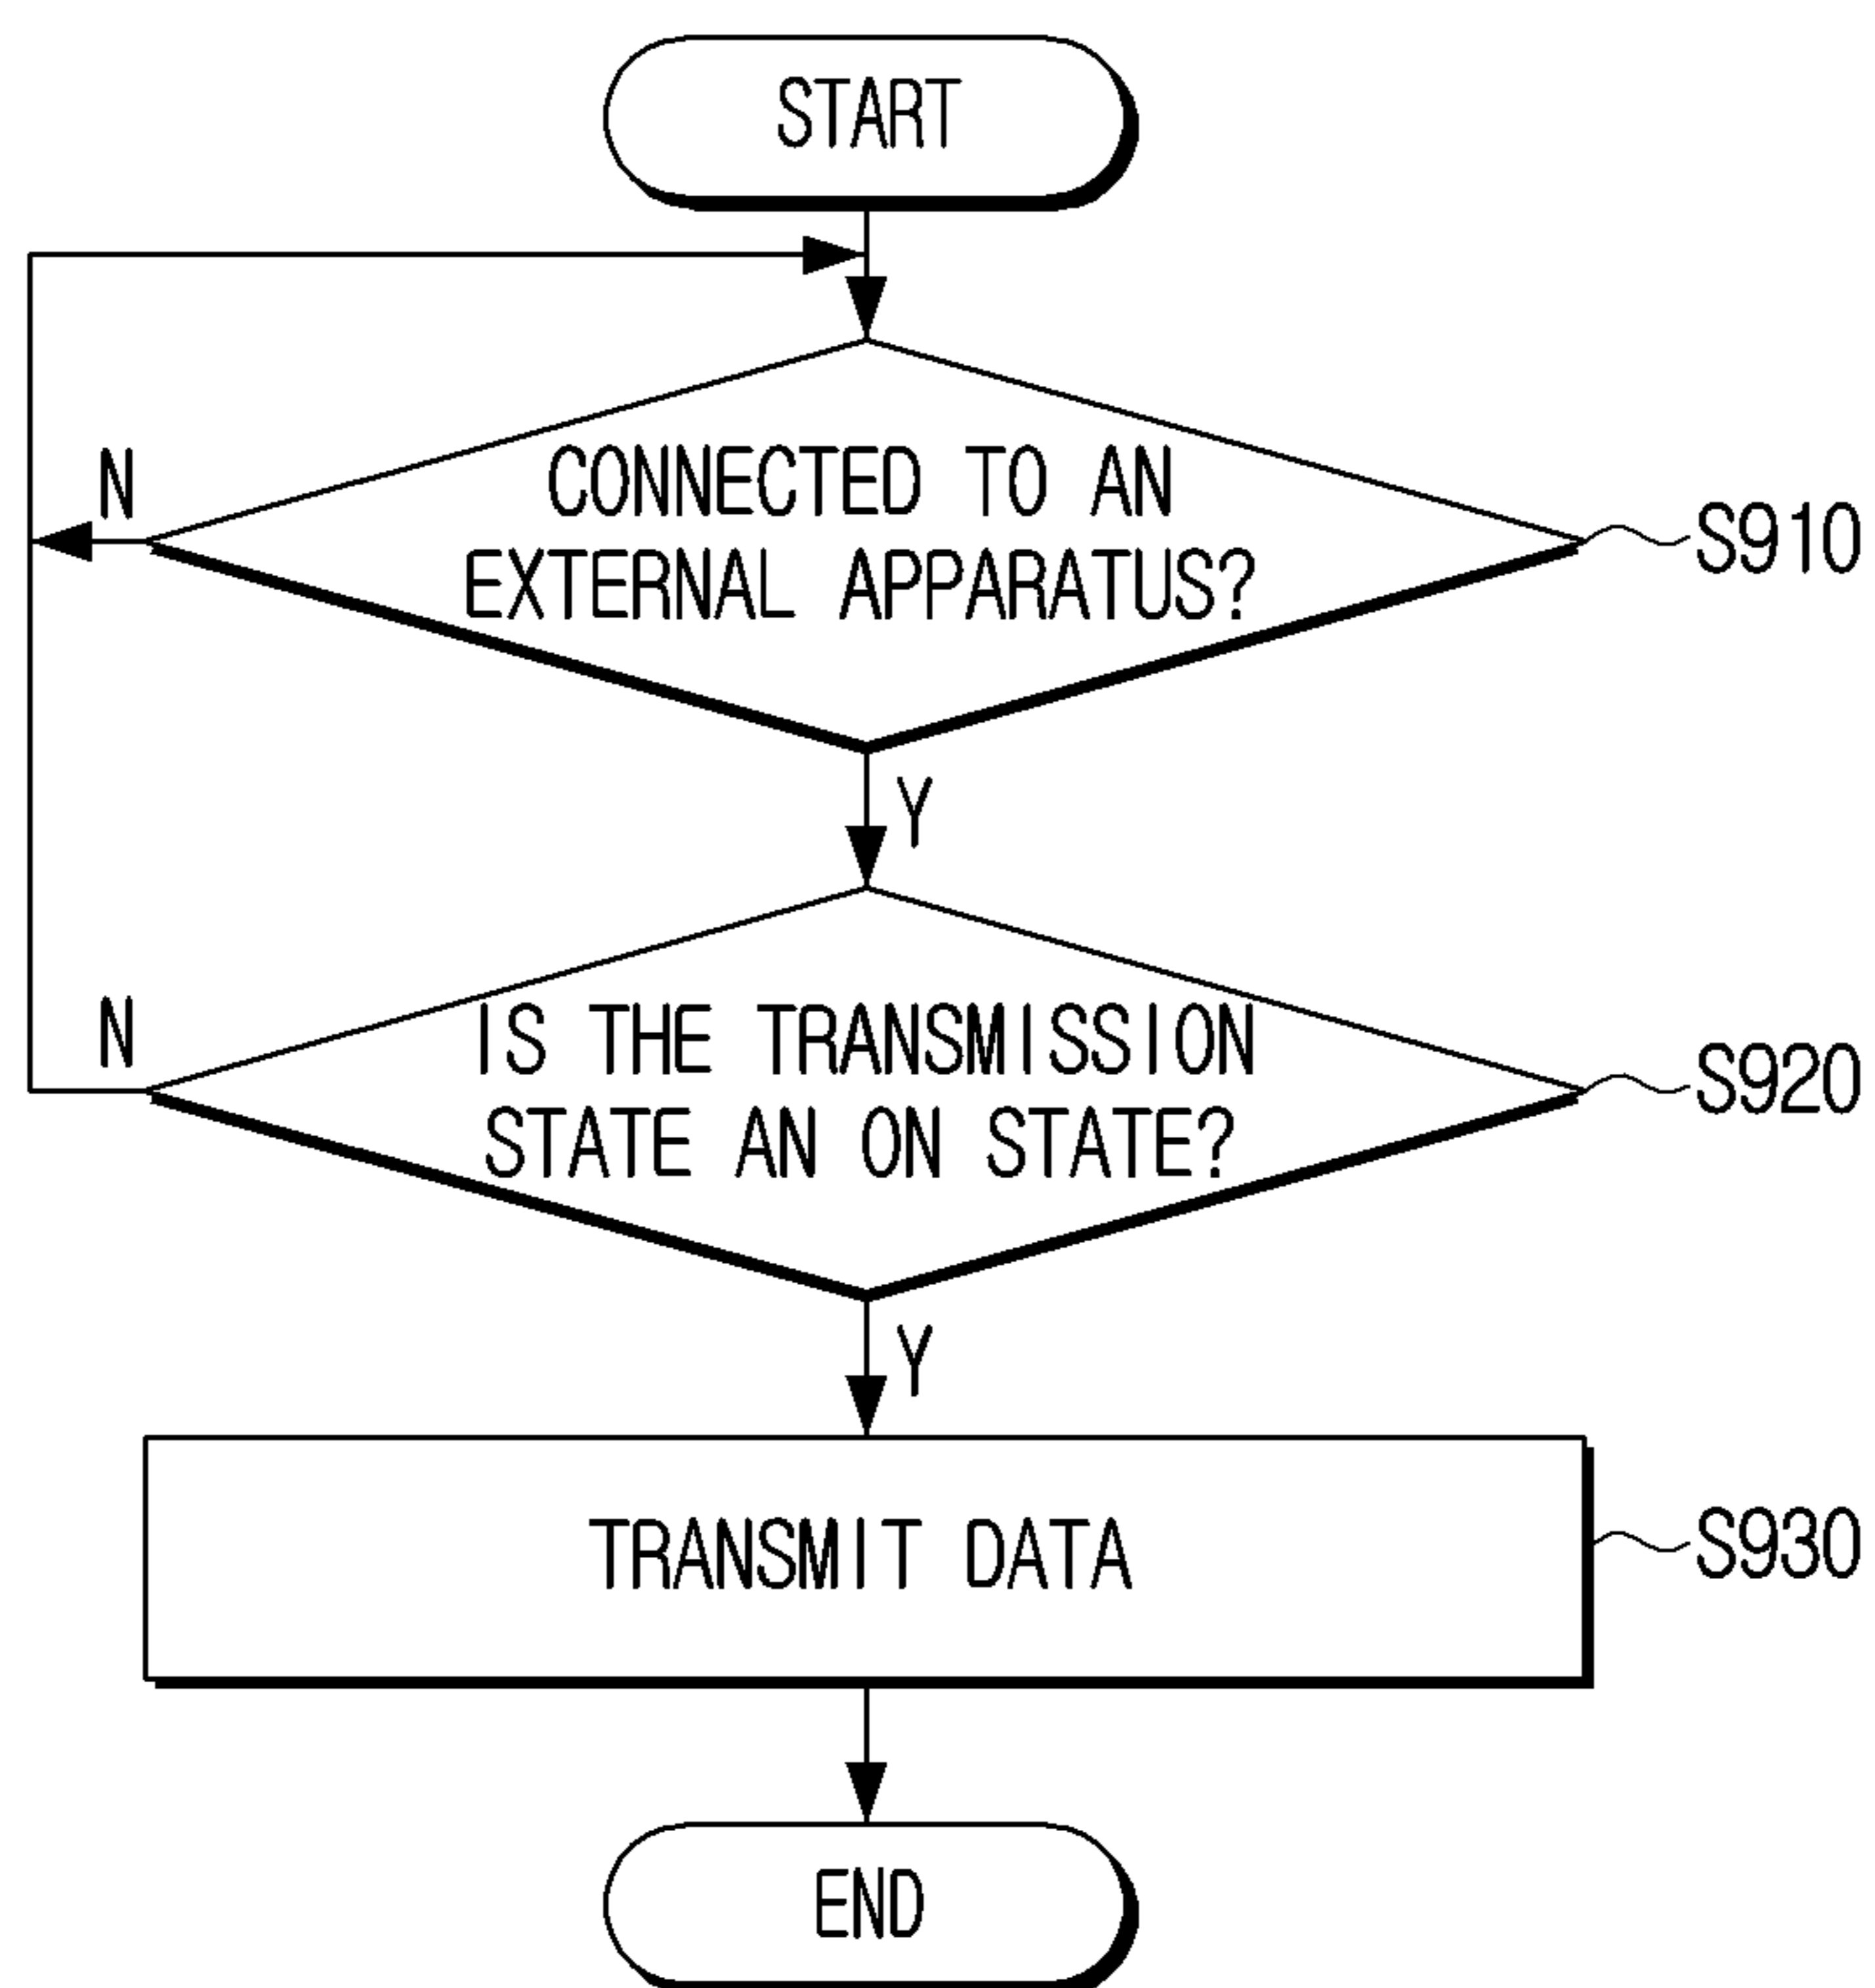 START
N
CONNECTED TO AN
EXTERNAL APPARATUS?
S910
Y
N
IS THE TRANSMISSION
STATE AN ON STATE?
S920
Y
TRANSMIT DATA
S930
END